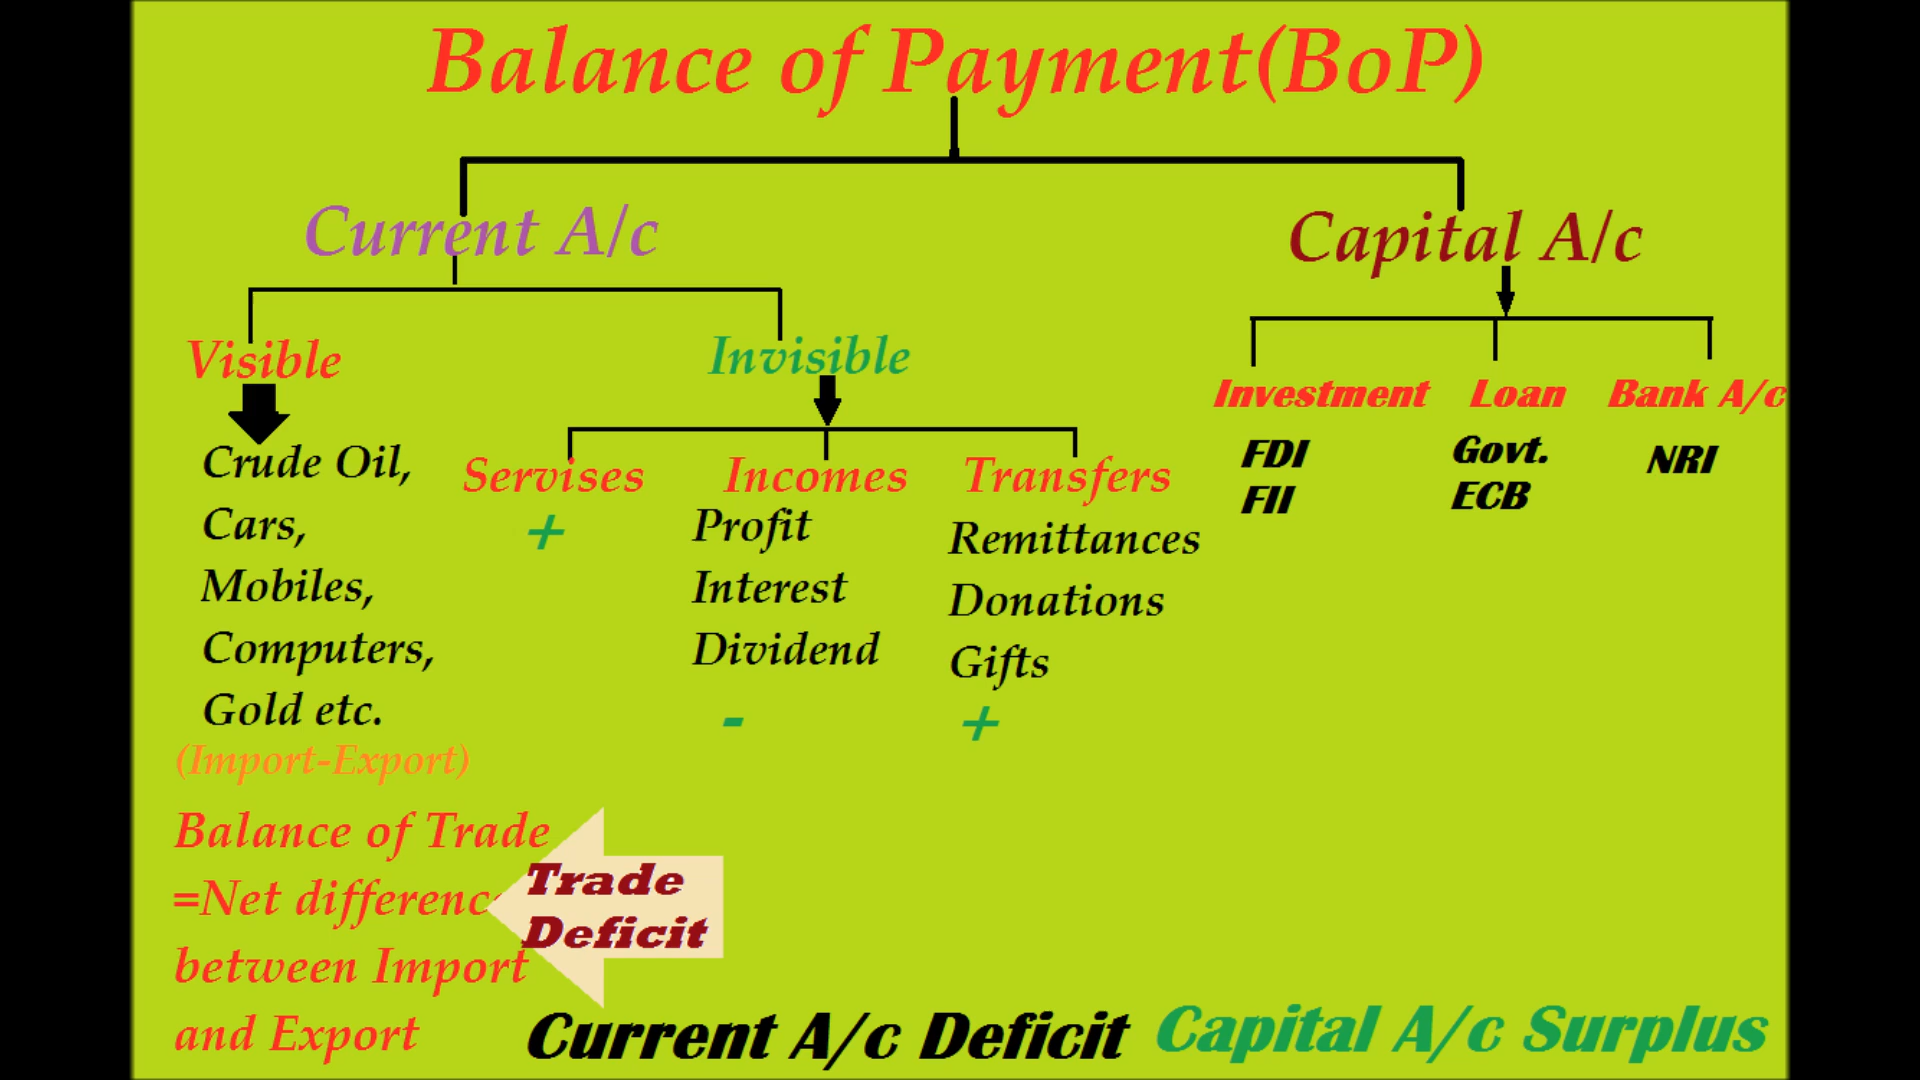 Balance of Payment(BoP)
Current A/c
Capital A/c
Visible
Invisible
Crude Oil,
Cars,
Mobiles,
Computers,
Gold etc.
(Import-Export)
Servises
+
Incomes
Profit
Interest
Dividend
-
Transfers
Remittances
Donations
Gifts
+
Investment
FDI
FII
Loan
Govt.
ECB
Bank A/c
NRI
Balance of Trade
=Net difference
between Import
and Export
Trade
Deficit
Current A/c Deficit
Capital A/c Surplus